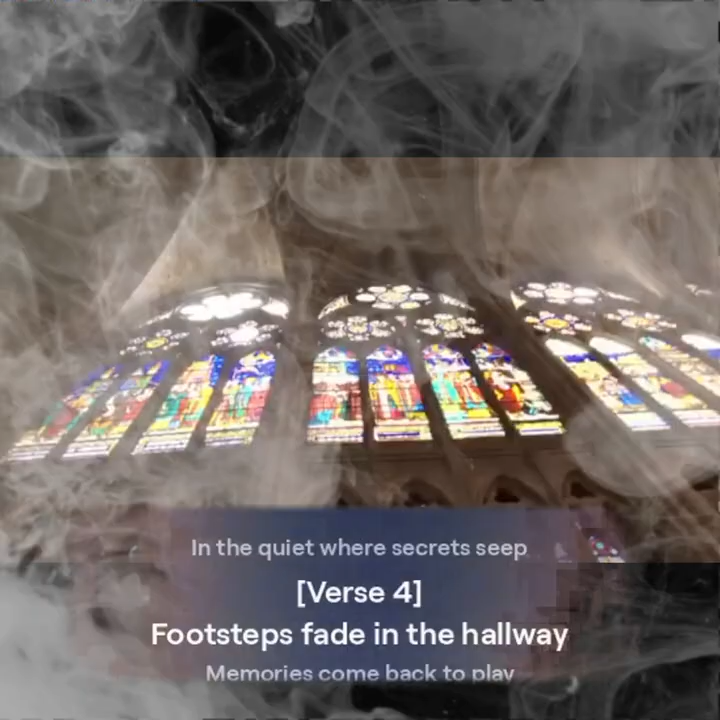 In the quiet where secrets seep
[Verse 4]
Footsteps fade in the hallway
Memories come back to play